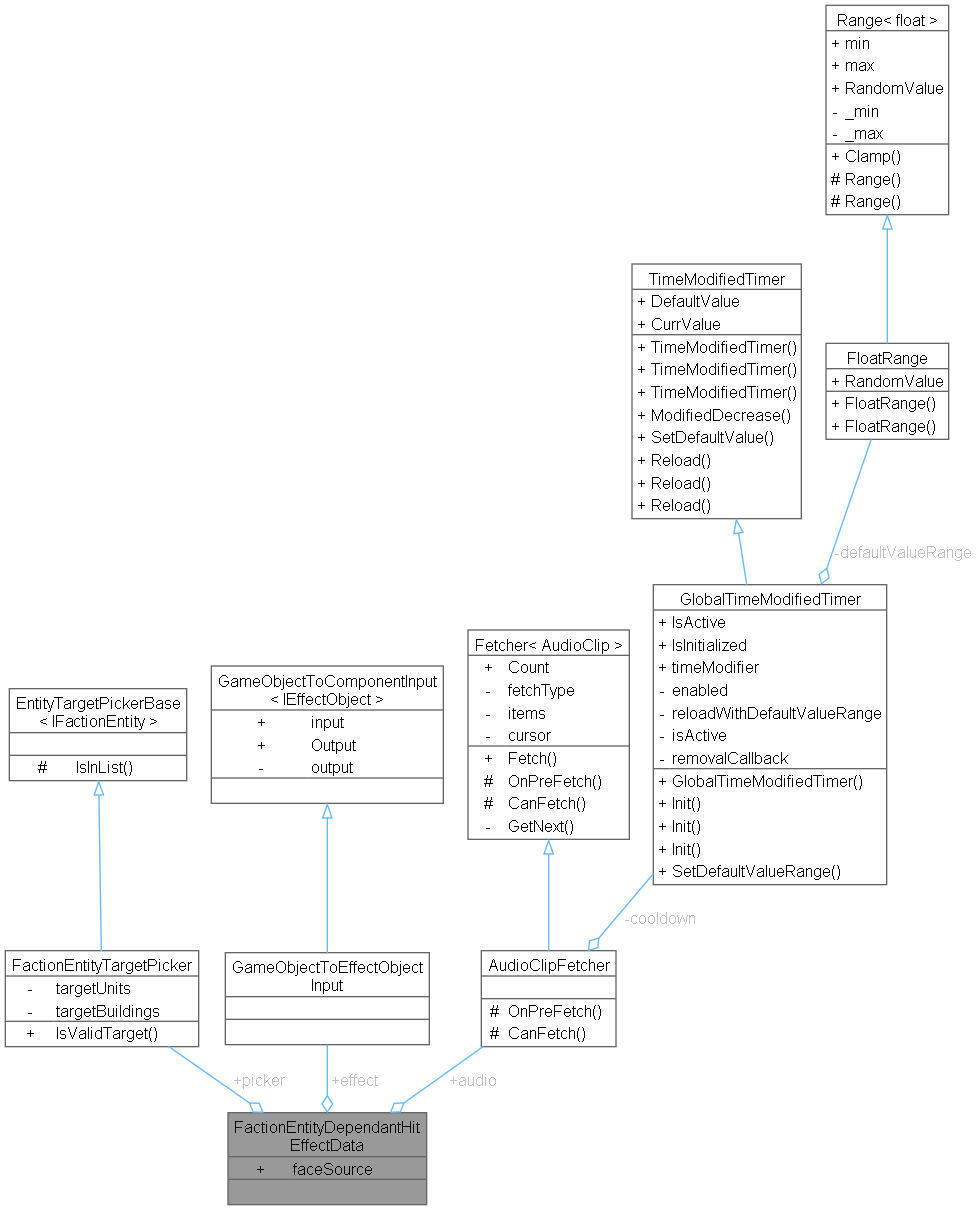 Range< float >
+ min
+ max
+ RandomValue
- _min
- _max
+ Clamp()
# Range()
# Range()
TimeModifiedTimer
+ DefaultValue
+ CurrValue
+ TimeModifiedTimer()
+ TimeModifiedTimer()
+ TimeModifiedTimer()
+ ModifiedDecrease()
+ SetDefaultValue()
+ Reload()
+ Reload()
+ Reload()
FloatRange
+ RandomValue
+ FloatRange()
+ FloatRange()
-defaultValueRange
GlobalTimeModifiedTimer
+ IsActive
+ IsInitialized
+ timeModifier
- enabled
- reloadWithDefaultValueRange
- isActive
- removalCallback
+ GlobalTimeModifiedTimer()
+ Init()
+ Init()
+ Init()
+ SetDefaultValueRange()
Fetcher< AudioClip >
+ Count
- fetchType
- items
- cursor
+ Fetch()
# OnPreFetch()
# CanFetch()
- GetNext()
GameObjectToComponentInput
< IEffectObject >
+ input
+ Output
- output
EntityTargetPickerBase
< IFactionEntity >
# IsInList()
-cooldown
FactionEntityTargetPicker
- targetUnits
- targetBuildings
+ IsValidTarget()
GameObjectToEffectObject
Input
AudioClipFetcher
# OnPreFetch()
# CanFetch()
+picker
+effect
+audio
FactionEntityDependantHit
EffectData
+ faceSource